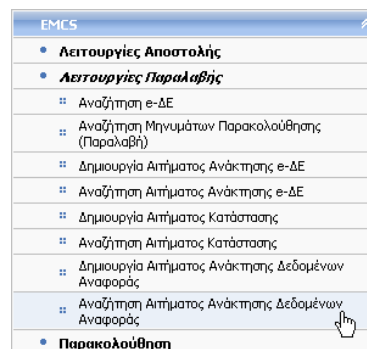 EMCS
Λειτουργίες Αποστολής
Λειτουργίες Παραλαβής
Αναζήτηση e-ΔΕ
Αναζήτηση Μηνυμάτων Παρακολούθησης
(Παραλαβή)
Δημιουργία Αιτήματος Ανάκτησης e-ΔΕ
Αναζήτηση Αιτήματος Ανάκτησης e-ΔΕ
Δημιουργία Αιτήματος Κατάστασης
Αναζήτηση Αιτήματος Κατάστασης
Δημιουργία Αιτήματος Ανάκτησης Δεδομένων
Αναφοράς
Αναζήτηση Αιτήματος Ανάκτησης Δεδομένων
Αναφοράς
Παρακολούθηση